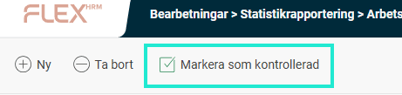 FLEX HRM
Bearbetningar > Statistikrapportering > Arbets
Ny Ta bort Markera som kontrollerad